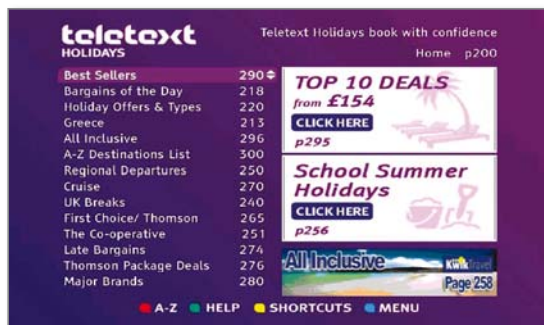 teletext
HOLIDAYS
Teletext Holidays book with confidence
Home p200
Best Sellers 290
Bargains of the Day 218
Holiday Offers & Types 220
Greece 213
All Inclusive 296
A-Z Destinations List 300
Regional Departures 250
Cruise 270
UK Breaks 240
First Choice/ Thomson 265
The Co-operative 251
Late Bargains 274
Thomson Package Deals 276
Major Brands 280
TOP 10 DEALS
from £154
CLICK HERE
p295
School Summer
Holidays
CLICK HERE
p256
All Inclusive
KwikTravel
Page 258
A-Z HELP SHORTCUTS MENU